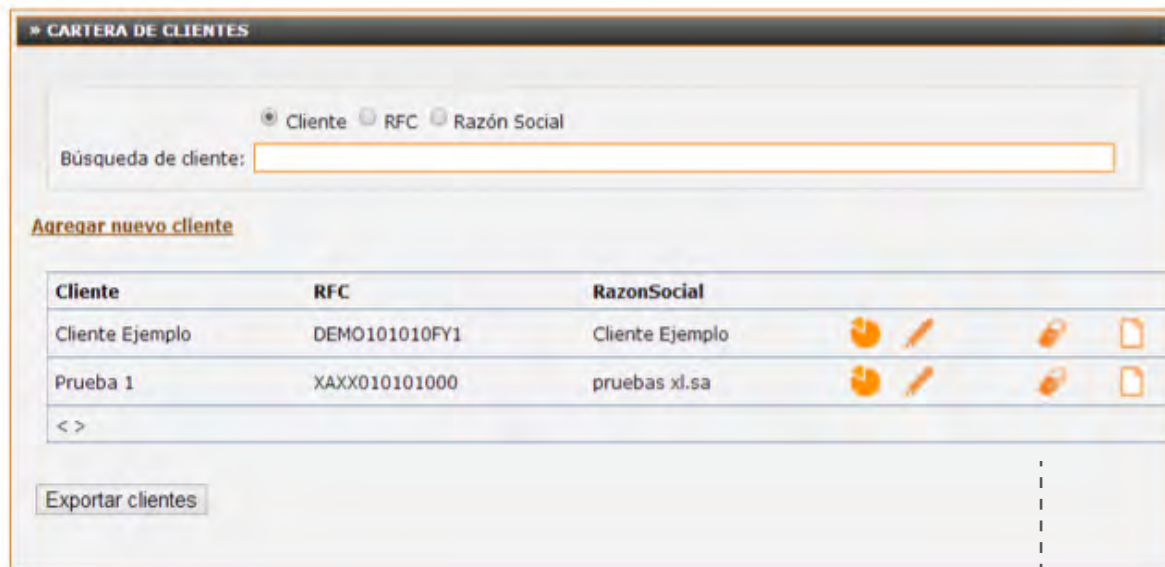 » CARTERA DE CLIENTES
Cliente RFC Razón Social
Búsqueda de cliente:
Agregar nuevo cliente
Cliente RFC RazonSocial
Cliente Ejemplo DEMO101010FY1 Cliente Ejemplo
Prueba 1 XAXX010101000 pruebas xl.sa
< >
Exportar clientes